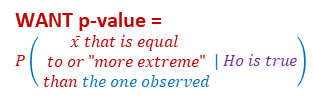 WANT p-value =
x̄ that is equal
P( to or "more extreme" | Ho is true)
than the one observed